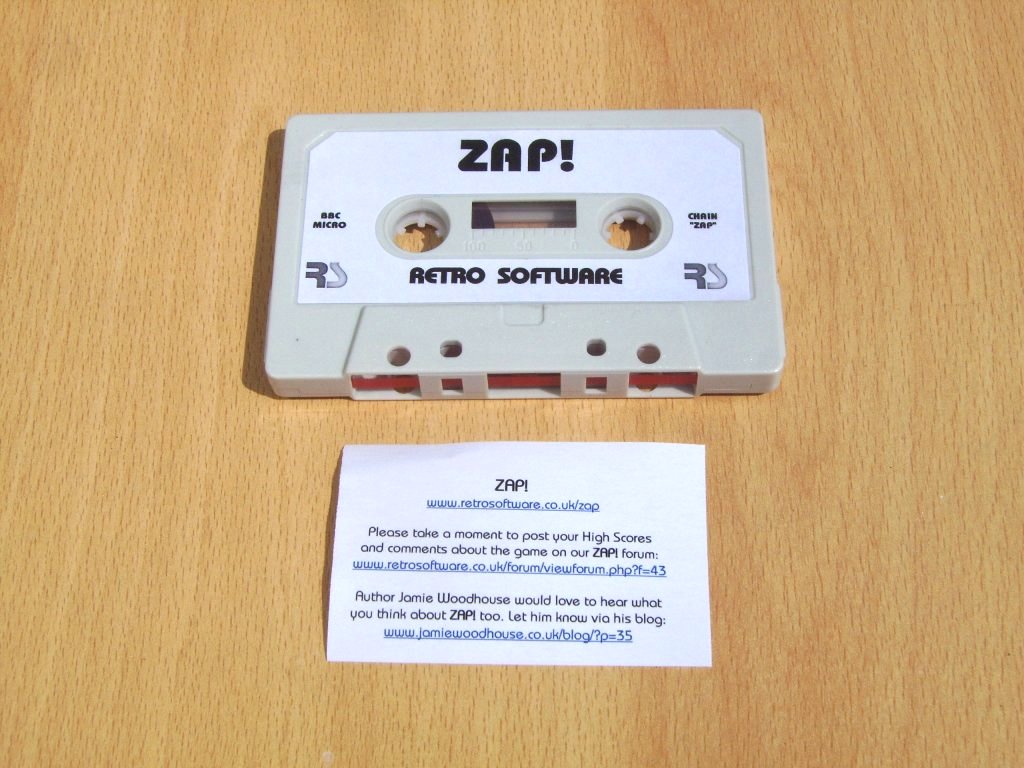 ZAP!
BBC
MICRO
CHAIN
"ZAP"
100 50 0
RS
RETRO SOFTWARE
RS
ZAP!
www.retrosoftware.co.uk/zap
Please take a moment to post your High Scores
and comments about the game on our ZAP! forum:
www.retrosoftware.co.uk/forum/viewforum.php?f=43
Author Jamie Woodhouse would love to hear what
you think about ZAP! too. Let him know via his blog:
www.jamiewoodhouse.co.uk/blog/?p=35